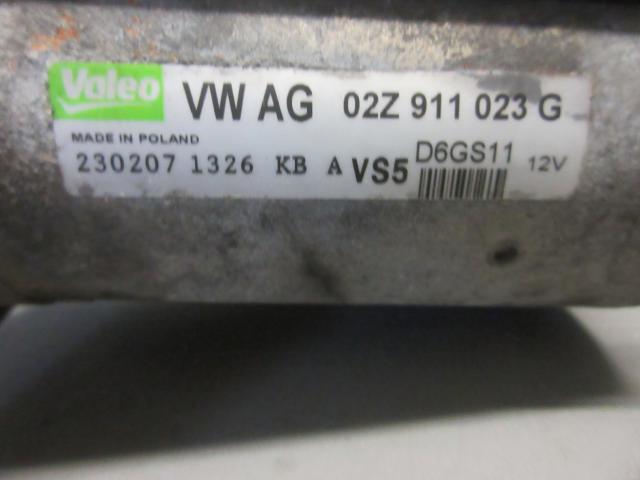 Valeo VW AG 02Z 911 023 G
MADE IN POLAND
230207 1326 KB A VS5 D6GS11 12V